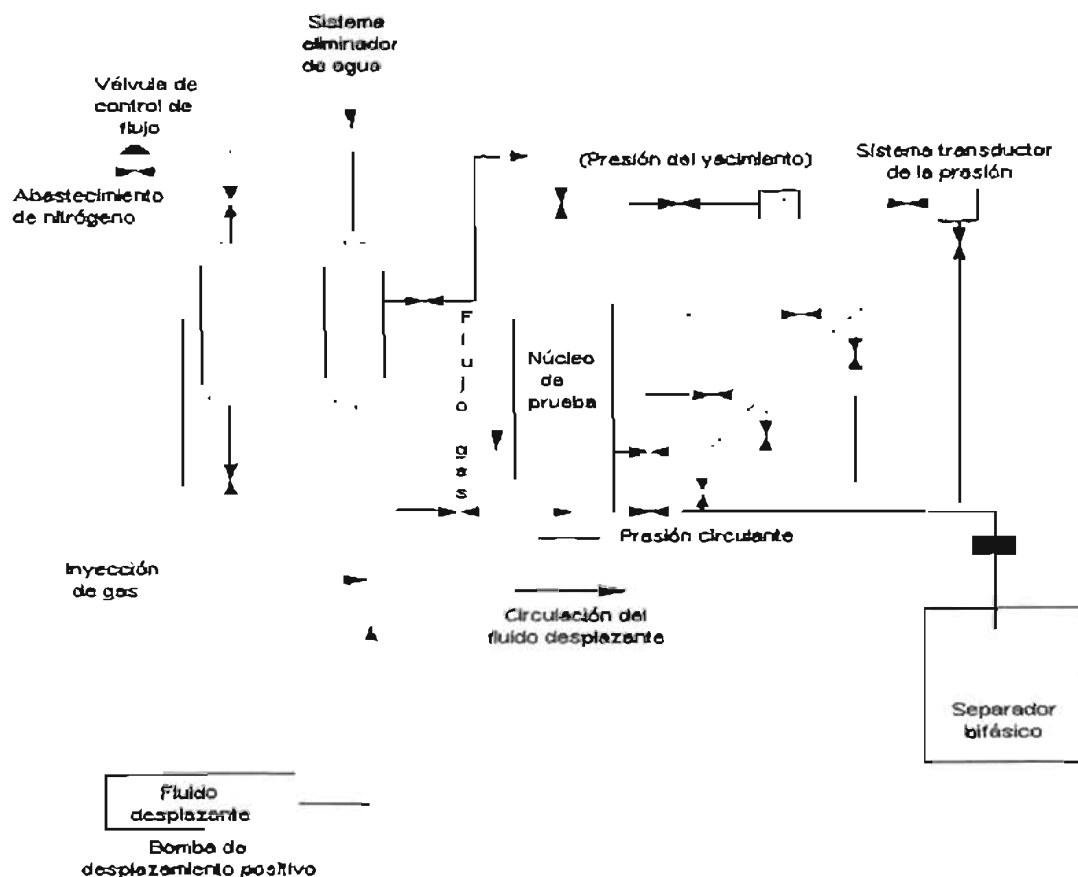 Sistema
eliminador
de agua
Válvula de
control de
flujo
Abastecimiento
de nitrógeno
(Presión del yacimiento)
Sistema transductor
de la presión
Flujo gas
Núcleo
de
prueba
Presión circulante
Inyección
de gas
Circulación del
fluido desplazante
Separador
bifásico
Fluido
desplazante
Bomba de
desplazamiento positivo